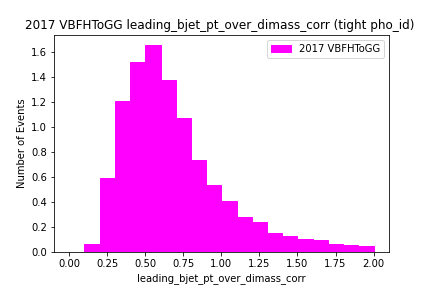 2017 VBFHToGG leading_bjet_pt_over_dimass_corr (tight pho_id)
2017 VBFHToGG
Number of Events
1.6
1.4
1.2
1.0
0.8
0.6
0.4
0.2
0.0
0.00 0.25 0.50 0.75 1.00 1.25 1.50 1.75 2.00
leading_bjet_pt_over_dimass_corr